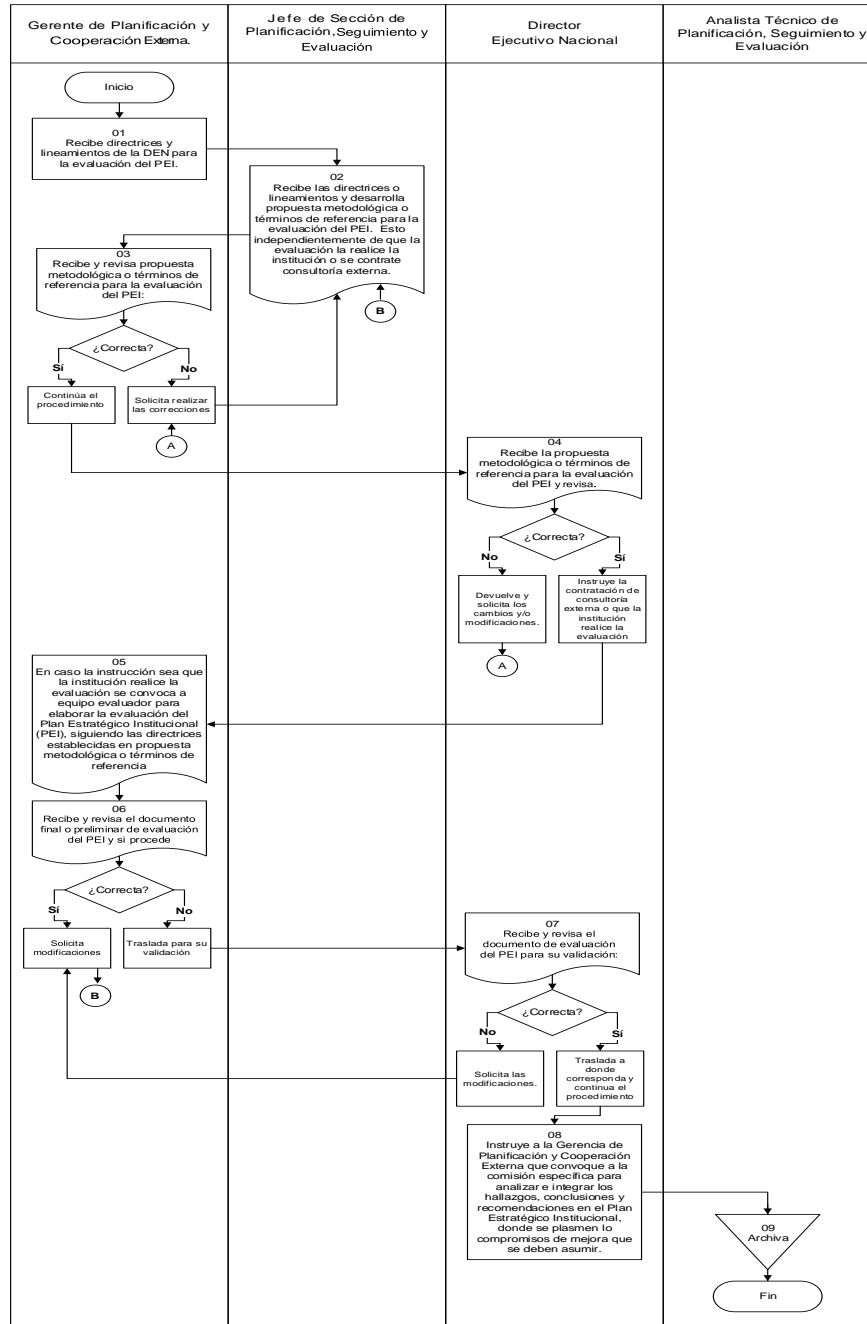 Gerente de Planificación y
Cooperación Externa.
Jefe de Sección de
Planificación, Seguimiento y
Evaluación
Director
Ejecutivo Nacional
Analista Técnico de
Planificación, Seguimiento y
Evaluación
Inicio
01
Recibe directrices y
lineamientos de la DEN para
la evaluación del PEI.
02
Recibe las directrices o
lineamientos y desarrolla
propuesta metodológica o
términos de referencia para la
evaluación del PEI. Esto
independientemente de que la
evaluación la realice la
institución o se contrate
consultoría externa.
B
03
Recibe y revisa propuesta
metodológica o términos de
referencia para la evaluación
del PEI:
¿Correcta?
Sí
No
Continúa el
procedimiento
Solicita realizar
las correcciones
A
04
Recibe la propuesta
metodológica o términos de
referencia para la evaluación
del PEI y revisa.
¿Correcta?
No
Sí
Devuelve y
solicita los
cambios y/o
modificaciones.
Instruye la
contratación de
consultoría
externa o que la
institución
realice la
evaluación
A
05
En caso la instrucción sea que
la institución realice la
evaluación se convoca a
equipo evaluador para
elaborar la evaluación del
Plan Estratégico Institucional
(PEI), siguiendo las directrices
establecidas en propuesta
metodológica o términos de
referencia
06
Recibe y revisa el documento
final o preliminar de evaluación
del PEI y si procede
¿Correcta?
Sí
No
Solicita
modificaciones
Traslada para su
validación
B
07
Recibe y revisa el
documento de evaluación
del PEI para su validación:
¿Correcta?
No
Sí
Solicita las
modificaciones.
Traslada a
donde
corresponda y
continua el
procedimiento
08
Instruye a la Gerencia de
Planificación y Cooperación
Externa que convoque a la
comisión específica para
analizar e integrar los
hallazgos, conclusiones y
recomendaciones en el Plan
Estratégico Institucional,
donde se plasmen lo
compromisos de mejora que
se deben asumir.
09
Archiva
Fin